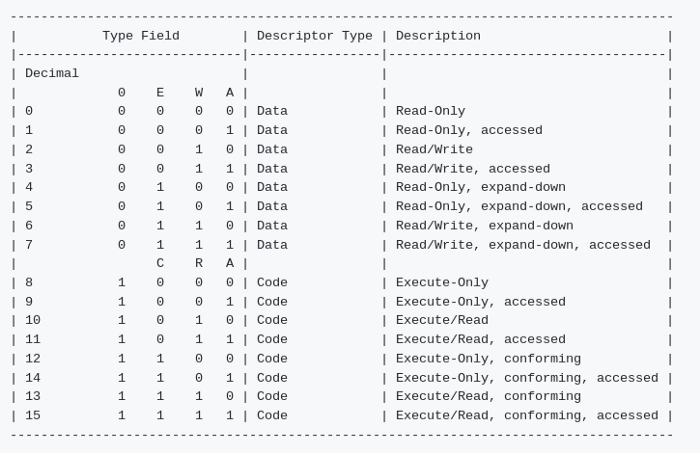 --------------------------------------------------------------------------------------
|           Type Field        | Descriptor Type | Description                        |
|-----------------------------|-----------------|------------------------------------|
| Decimal                     |                 |                                    |
|             0    E    W   A |                 |                                    |
| 0           0    0    0   0 | Data            | Read-Only                          |
| 1           0    0    0   1 | Data            | Read-Only, accessed                |
| 2           0    0    1   0 | Data            | Read/Write                         |
| 3           0    0    1   1 | Data            | Read/Write, accessed               |
| 4           0    1    0   0 | Data            | Read-Only, expand-down             |
| 5           0    1    0   1 | Data            | Read-Only, expand-down, accessed   |
| 6           0    1    1   0 | Data            | Read/Write, expand-down            |
| 7           0    1    1   1 | Data            | Read/Write, expand-down, accessed  |
|                  C    R   A |                 |                                    |
| 8           1    0    0   0 | Code            | Execute-Only                       |
| 9           1    0    0   1 | Code            | Execute-Only, accessed             |
| 10          1    0    1   0 | Code            | Execute/Read                       |
| 11          1    0    1   1 | Code            | Execute/Read, accessed             |
| 12          1    1    0   0 | Code            | Execute-Only, conforming           |
| 14          1    1    0   1 | Code            | Execute-Only, conforming, accessed |
| 13          1    1    1   0 | Code            | Execute/Read, conforming           |
| 15          1    1    1   1 | Code            | Execute/Read, conforming, accessed |
--------------------------------------------------------------------------------------